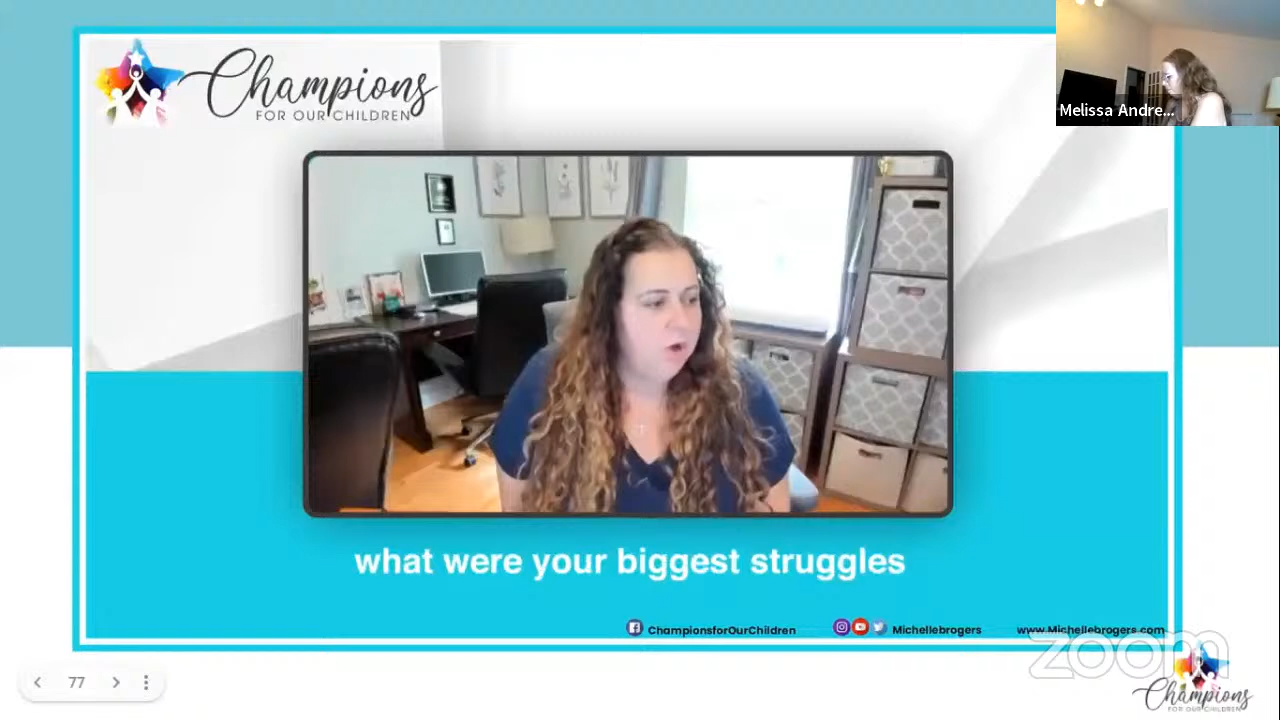 Champions
FOR OUR CHILDREN
Melissa Andre...
what were your biggest struggles
ChampionsforOurChildren
Michellebrogers
www.Michellebrogers.com
zoom
Champions
FOR OUR CHILDREN
77